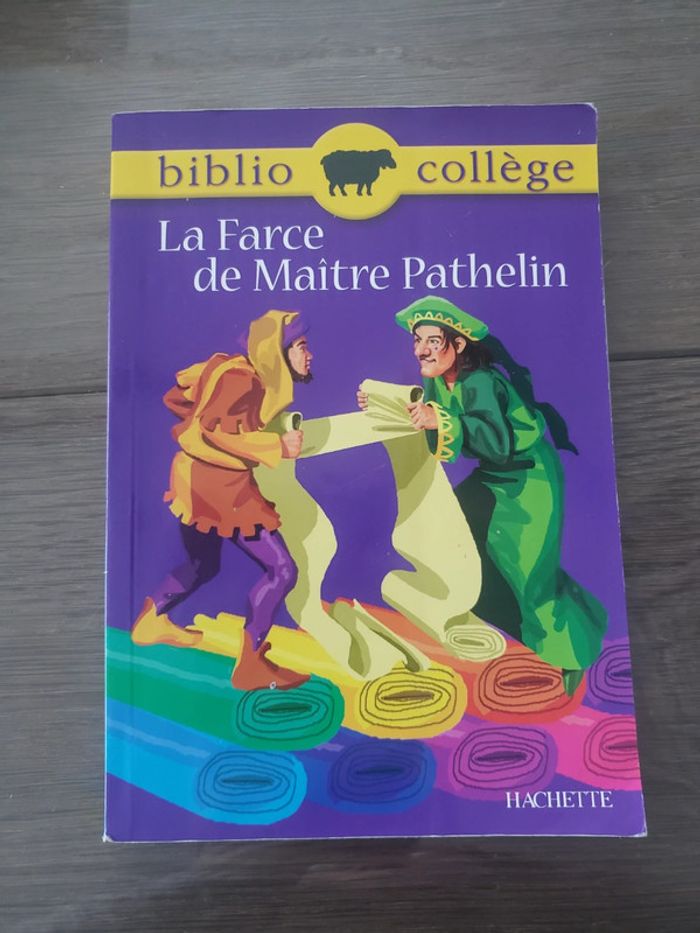 biblio collège
La Farce
de Maître Pathelin
HACHETTE